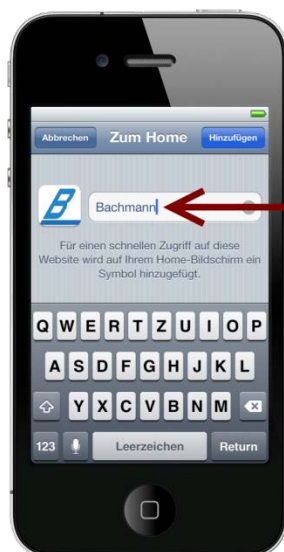 Abbrechen Zum Home Hinzufügen
B Bachmann
Für einen schnellen Zugriff auf diese
Website wird auf Ihrem Home-Bildschirm ein
Symbol hinzugefügt.
Q W E R T Z U I O P
A S D F G H J K L
Y X C V B N M
123 Leerzeichen Return